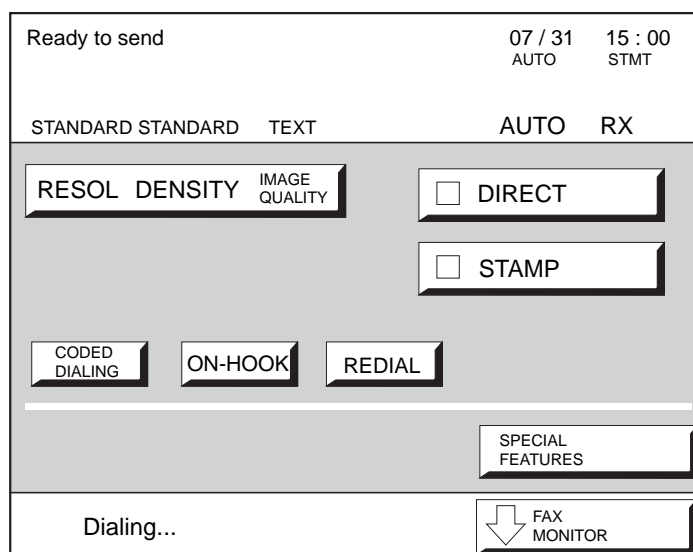 Ready to send 07 / 31 15 : 00
AUTO STMT
STANDARD STANDARD TEXT AUTO RX
RESOL DENSITY IMAGE QUALITY
DIRECT
STAMP
CODED DIALING
ON-HOOK
REDIAL
SPECIAL
FEATURES
Dialing...
FAX
MONITOR